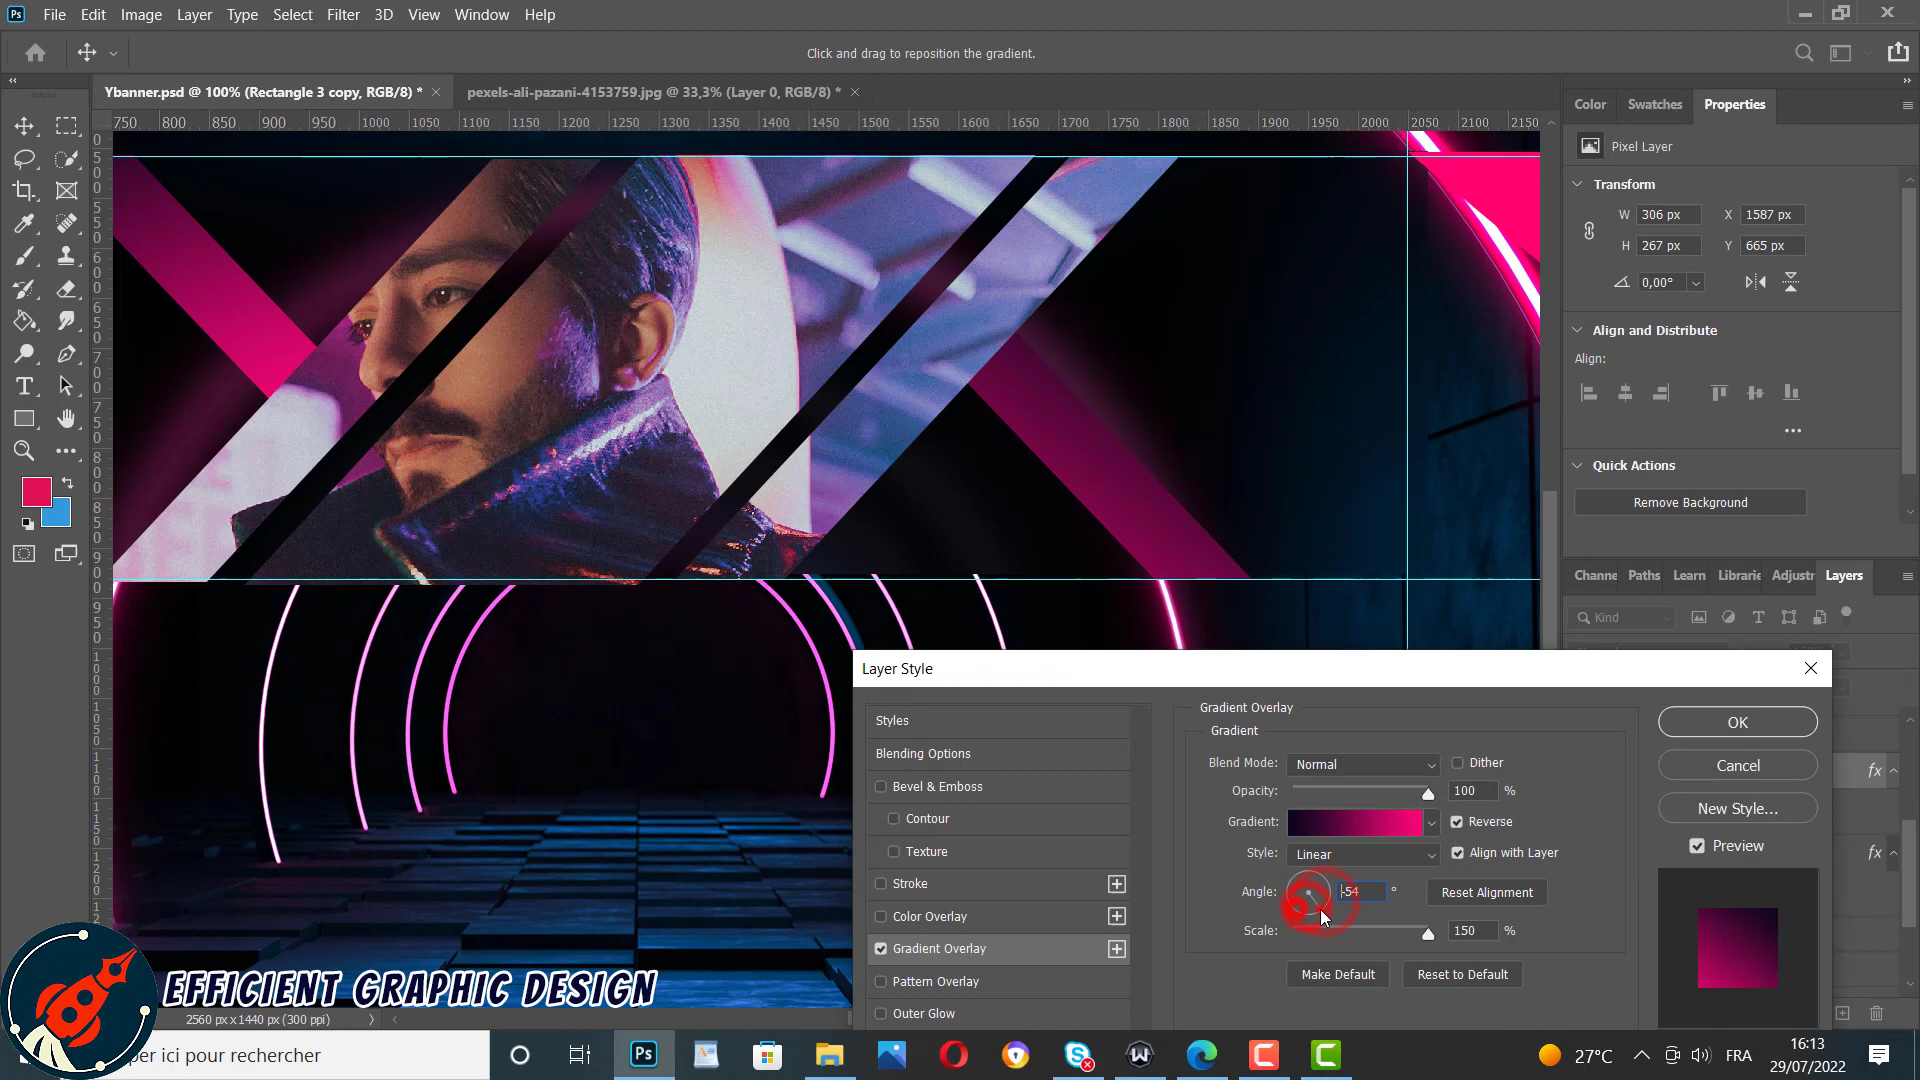 Ps File Edit Image Layer Type Select Filter 3D View Window Help
Click and drag to reposition the gradient.
Ybanner.psd @ 100% (Rectangle 3 copy, RGB/8) *
pexels-ali-pazani-4153759.jpg @ 33,3% (Layer 0, RGB/8) *
750 800 850 900 950 1000 1050 1100 1150 1200 1250 1300 1350 1400 1450 1500 1550 1600 1650 1700 1750 1800 1850 1900 1950 2000 2050 2100 2150
Color Swatches Properties
Pixel Layer
Transform
W 306 px X 1587 px
H 267 px Y 665 px
0,00°
Align and Distribute
Align:
Quick Actions
Remove Background
Channe Paths Learn Librarie Adjustr Layers
Kind
Layer Style
Styles
Blending Options
Bevel & Emboss
Contour
Texture
Stroke
Color Overlay
Gradient Overlay
Pattern Overlay
Outer Glow
Gradient Overlay
Gradient
Blend Mode: Normal Dither
Opacity: 100 %
Gradient: Reverse
Style: Linear Align with Layer
Angle: -54 ° Reset Alignment
Scale: 150 %
Make Default Reset to Default
OK
Cancel
New Style...
Preview
fx
fx
EFFICIENT GRAPHIC DESIGN
2560 px x 1440 px (300 ppi)
per ici pour rechercher
Ps
27°C
FRA
16:13
29/07/2022